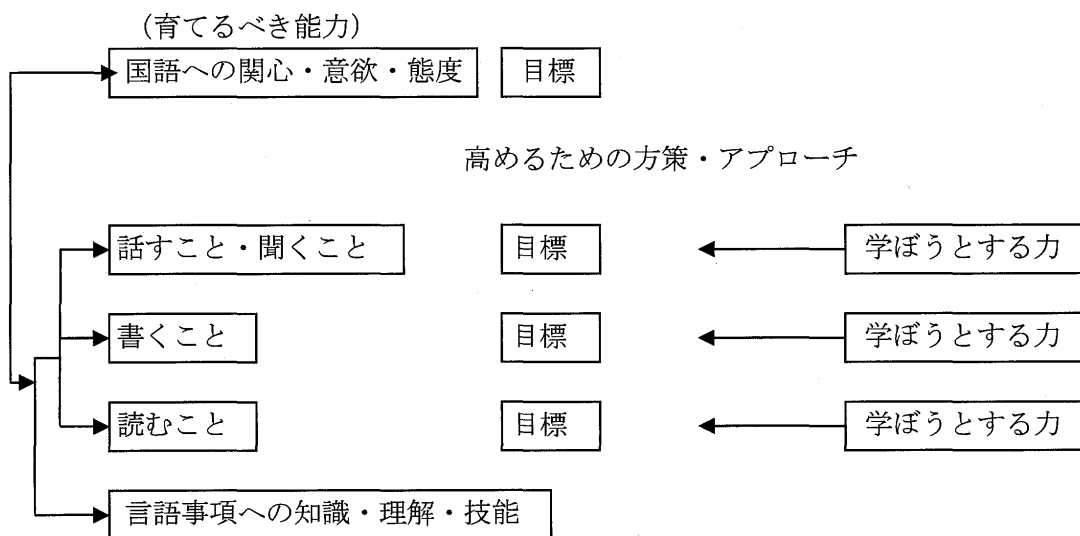 （育てるべき能力）
国語への関心・意欲・態度 目標
高めるための方策・アプローチ
話すこと・聞くこと 目標 学ぼうとする力
書くこと 目標 学ぼうとする力
読むこと 目標 学ぼうとする力
言語事項への知識・理解・技能